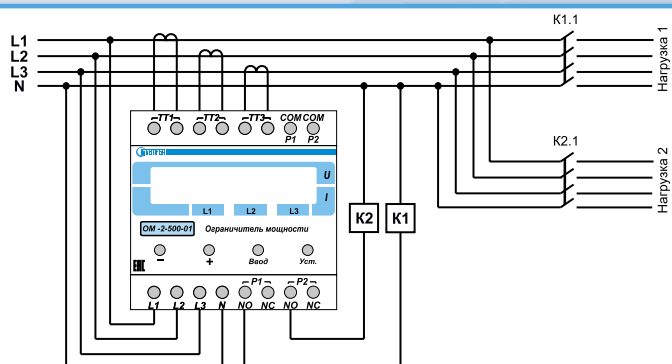 K1.1
L1
L2
L3
N
Нагрузка 1
TT1 TT2 TT3 COM COM
P1 P2
K2.1
Нагрузка 2
U
I
L1 L2 L3
K2 K1
ОМ -2-500-01 Ограничитель мощности
- + Ввод Уст.
EAC
P1 P2
L1 L2 L3 N NO NC NO NC